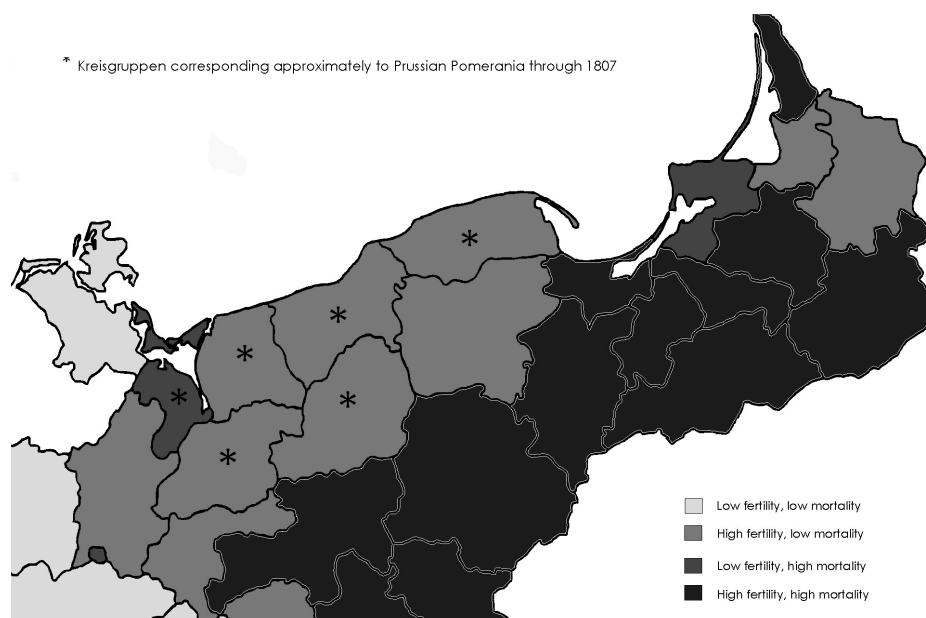 * Kreisgruppen corresponding approximately to Prussian Pomerania through 1807
*
*
*
*
*
*
Low fertility, low mortality
High fertility, low mortality
Low fertility, high mortality
High fertility, high mortality